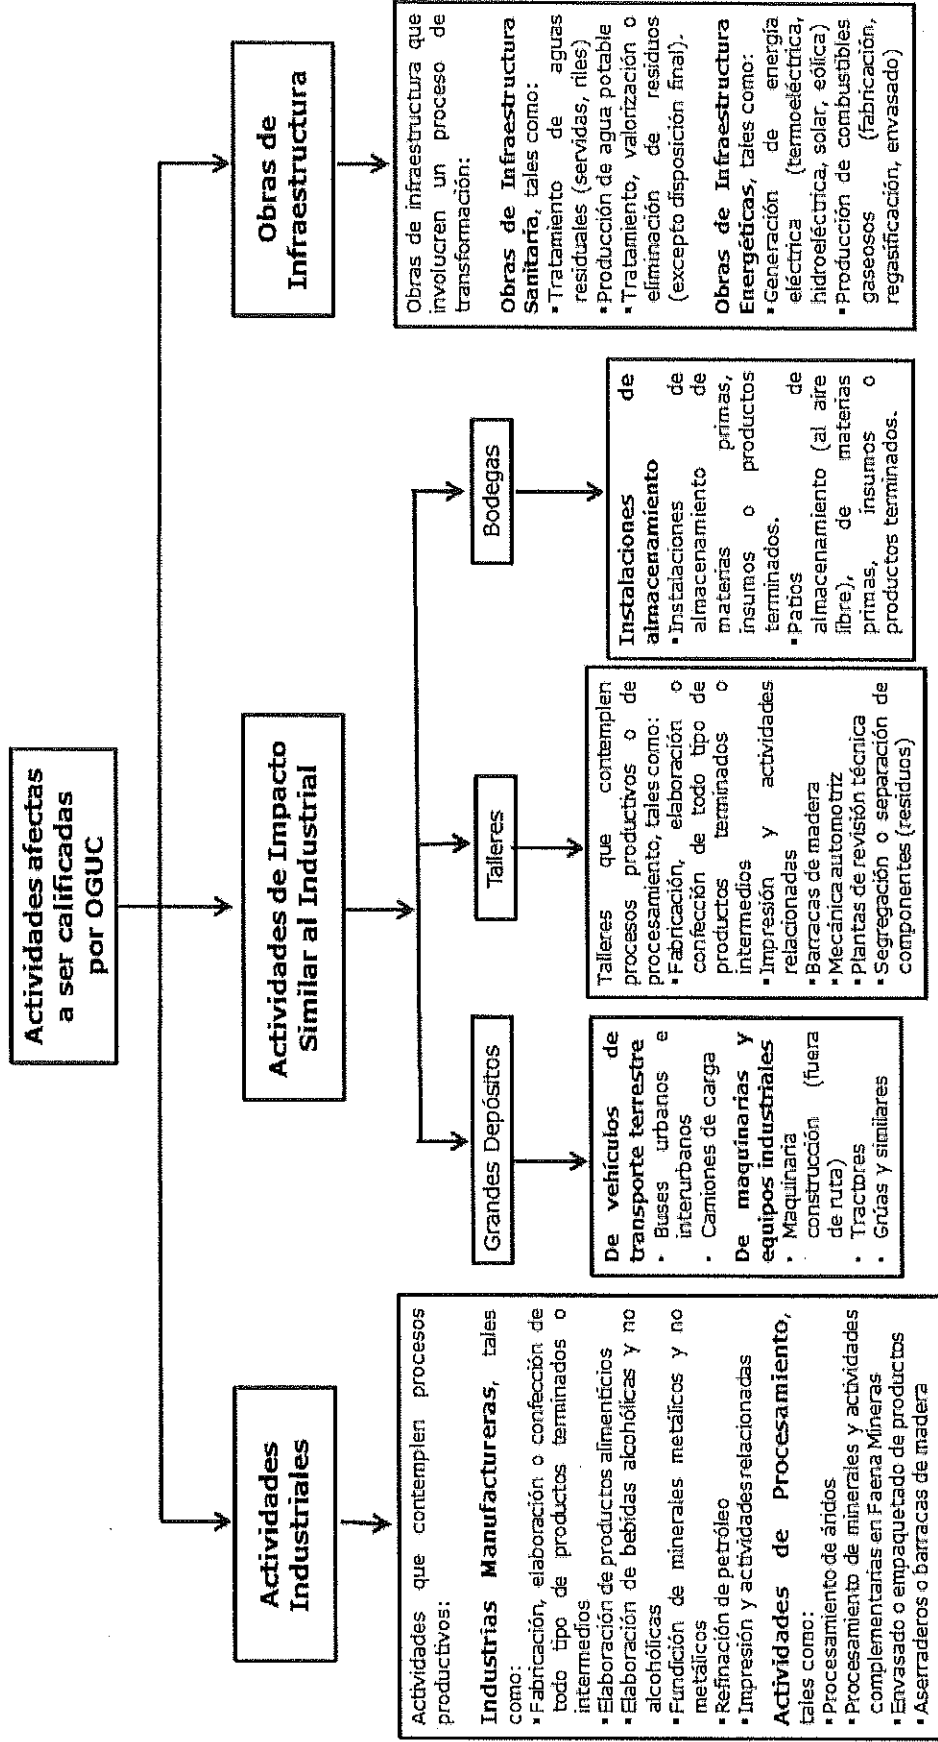 Actividades afectas
a ser calificadas
por OGUC
Actividades
Industriales
Actividades que contemplen procesos
productivos:
Industrias Manufactureras, tales
como:
▪Fabricación, elaboración o confección de
todo tipo de productos terminados o
intermedios
▪Elaboración de productos alimenticios
▪Elaboración de bebidas alcohólicas y no
alcohólicas
▪Fundición de minerales metálicos y no
metálicos
▪Refinación de petróleo
▪Impresión y actividades relacionadas
Actividades de Procesamiento,
tales como:
▪Procesamiento de áridos
▪Procesamiento de minerales y actividades
complementarias en Faena Mineras
▪Envasado o empaquetado de productos
▪Aserraderos o barracas de madera
Actividades de Impacto
Similar al Industrial
Grandes Depósitos
De vehículos de
transporte terrestre
· Buses urbanos e
interurbanos
· Camiones de carga
De maquinarias y
equipos industriales
· Maquinaria
construcción (fuera
de ruta)
· Tractores
· Grúas y similares
Talleres
Talleres que contemplen
procesos productivos o de
procesamiento, tales como:
▪Fabricación, elaboración o
confección de todo tipo de
productos terminados o
intermedios
▪Impresión y actividades
relacionadas
▪Barracas de madera
▪Mecánica automotriz
▪Plantas de revisión técnica
▪Segregación o separación de
componentes (residuos)
Bodegas
Instalaciones de
almacenamiento
▪Instalaciones de
almacenamiento de
materias primas,
insumos o productos
terminados.
▪Patios de
almacenamiento (al aire
libre), de materias
primas, insumos o
productos terminados.
Obras de
Infraestructura
Obras de infraestructura que
involucren un proceso de
transformación:
Obras de Infraestructura
Sanitaria, tales como:
▪Tratamiento de aguas
residuales (servidas, riles)
▪Producción de agua potable
▪Tratamiento, valorización o
eliminación de residuos
(excepto disposición final).
Obras de Infraestructura
Energéticas, tales como:
▪Generación de energía
eléctrica (termoeléctrica,
hidroeléctrica, solar, eólica)
▪Producción de combustibles
gaseosos (fabricación,
regasificación, envasado)